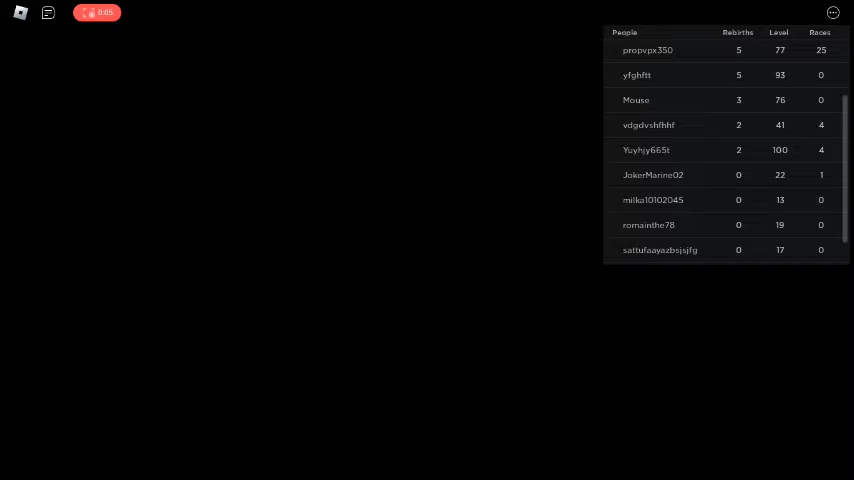 0:05
People Rebirths Level Races
propvpx350 5 77 25
yfghftt 5 93 0
Mouse 3 76 0
vdgdvshfhhf 2 41 4
Yuyhjy665t 2 100 4
JokerMarine02 0 22 1
milka10102045 0 13 0
romainthe78 0 19 0
sattufaayazbsjsjfg 0 17 0